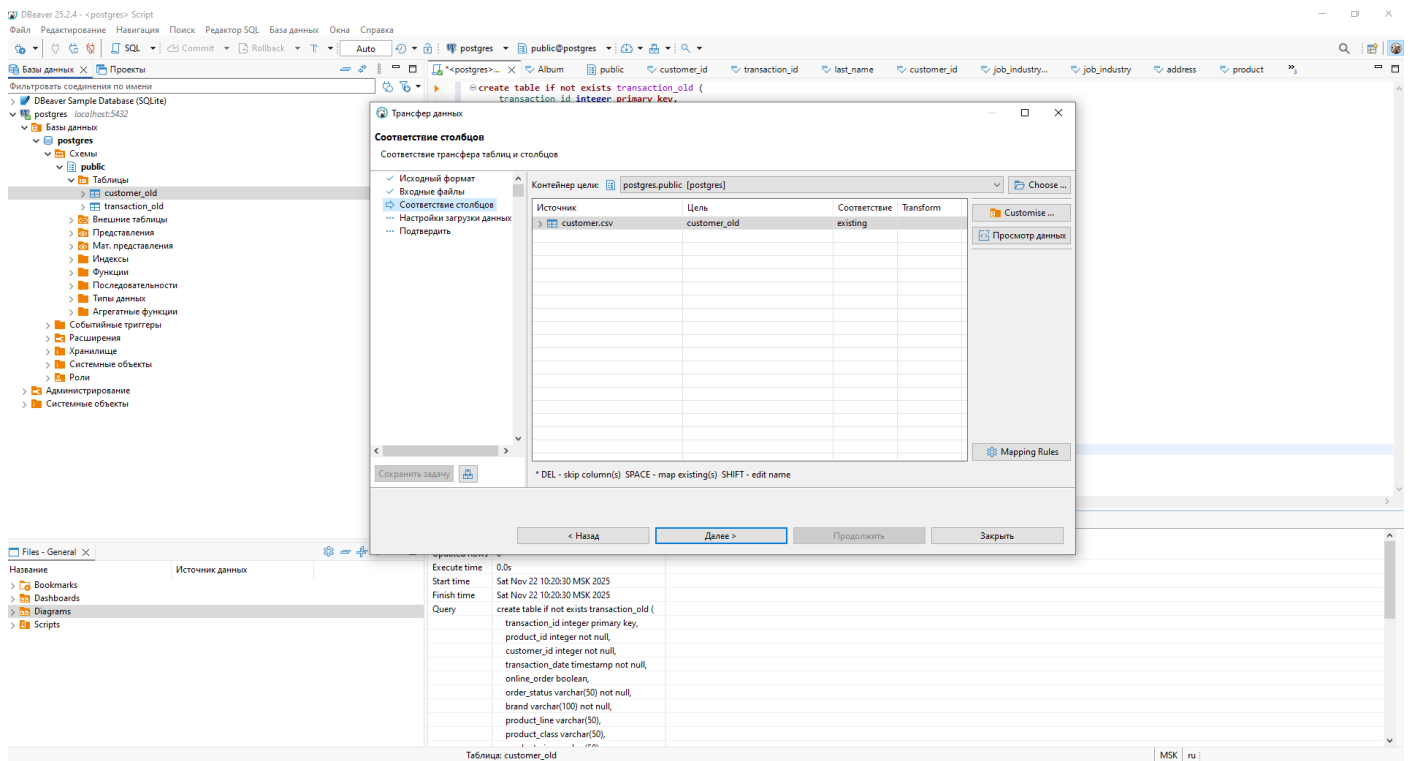 DBeaver 25.2.4 - <postgres> Script
Файл Редактирование Навигация Поиск Редактор SQL База данных Окна Справка
SQL Commit Rollback Auto postgres public@postgres
Базы данных Проекты
*<postgres>... Album public customer_id transaction_id last_name customer_id job_industry... job_industry address product »
Фильтровать соединения по имени
DBeaver Sample Database (SQLite)
postgres localhost:5432
Базы данных
postgres
Схемы
public
Таблицы
customer_old
transaction_old
Внешние таблицы
Представления
Мат. представления
Индексы
Функции
Последовательности
Типы данных
Агрегатные функции
Событийные триггеры
Расширения
Хранилище
Системные объекты
Роли
Администрирование
Системные объекты
create table if not exists transaction_old (
transaction_id integer primary key,
Трансфер данных
Соответствие столбцов
Соответствие трансфера таблиц и столбцов
Исходный формат
Входные файлы
Соответствие столбцов
Настройки загрузки данных
Подтвердить
Контейнер цели: postgres.public [postgres] Choose ...
Источник Цель Соответствие Transform
customer.csv customer_old existing
Customise ...
Просмотр данных
Mapping Rules
Сохранить задачу
* DEL - skip column(s) SPACE - map existing(s) SHIFT - edit name
< Назад Далее > Продолжить Закрыть
Files - General
Название Источник данных
Bookmarks
Dashboards
Diagrams
Scripts
Updated Rows 0
Execute time 0.0s
Start time Sat Nov 22 10:20:30 MSK 2025
Finish time Sat Nov 22 10:20:30 MSK 2025
Query create table if not exists transaction_old (
transaction_id integer primary key,
product_id integer not null,
customer_id integer not null,
transaction_date timestamp not null,
online_order boolean,
order_status varchar(50) not null,
brand varchar(100) not null,
product_line varchar(50),
product_class varchar(50),
Таблица: customer_old
MSK ru